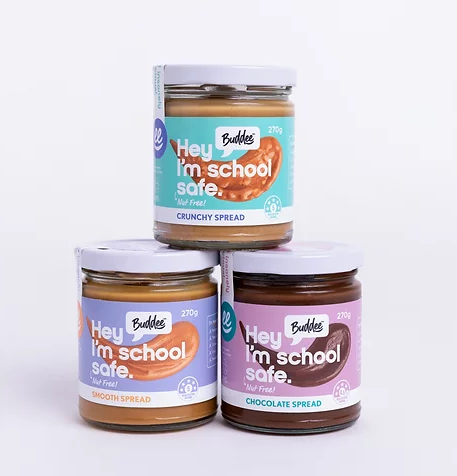 Buddee
270g
Hey
I'm school
safe.
*Nut Free!
CRUNCHY SPREAD
Buddee
270g
Hey
I'm school
safe.
*Nut Free!
SMOOTH SPREAD
Buddee
270g
Hey
I'm school
safe.
*Nut Free!
CHOCOLATE SPREAD